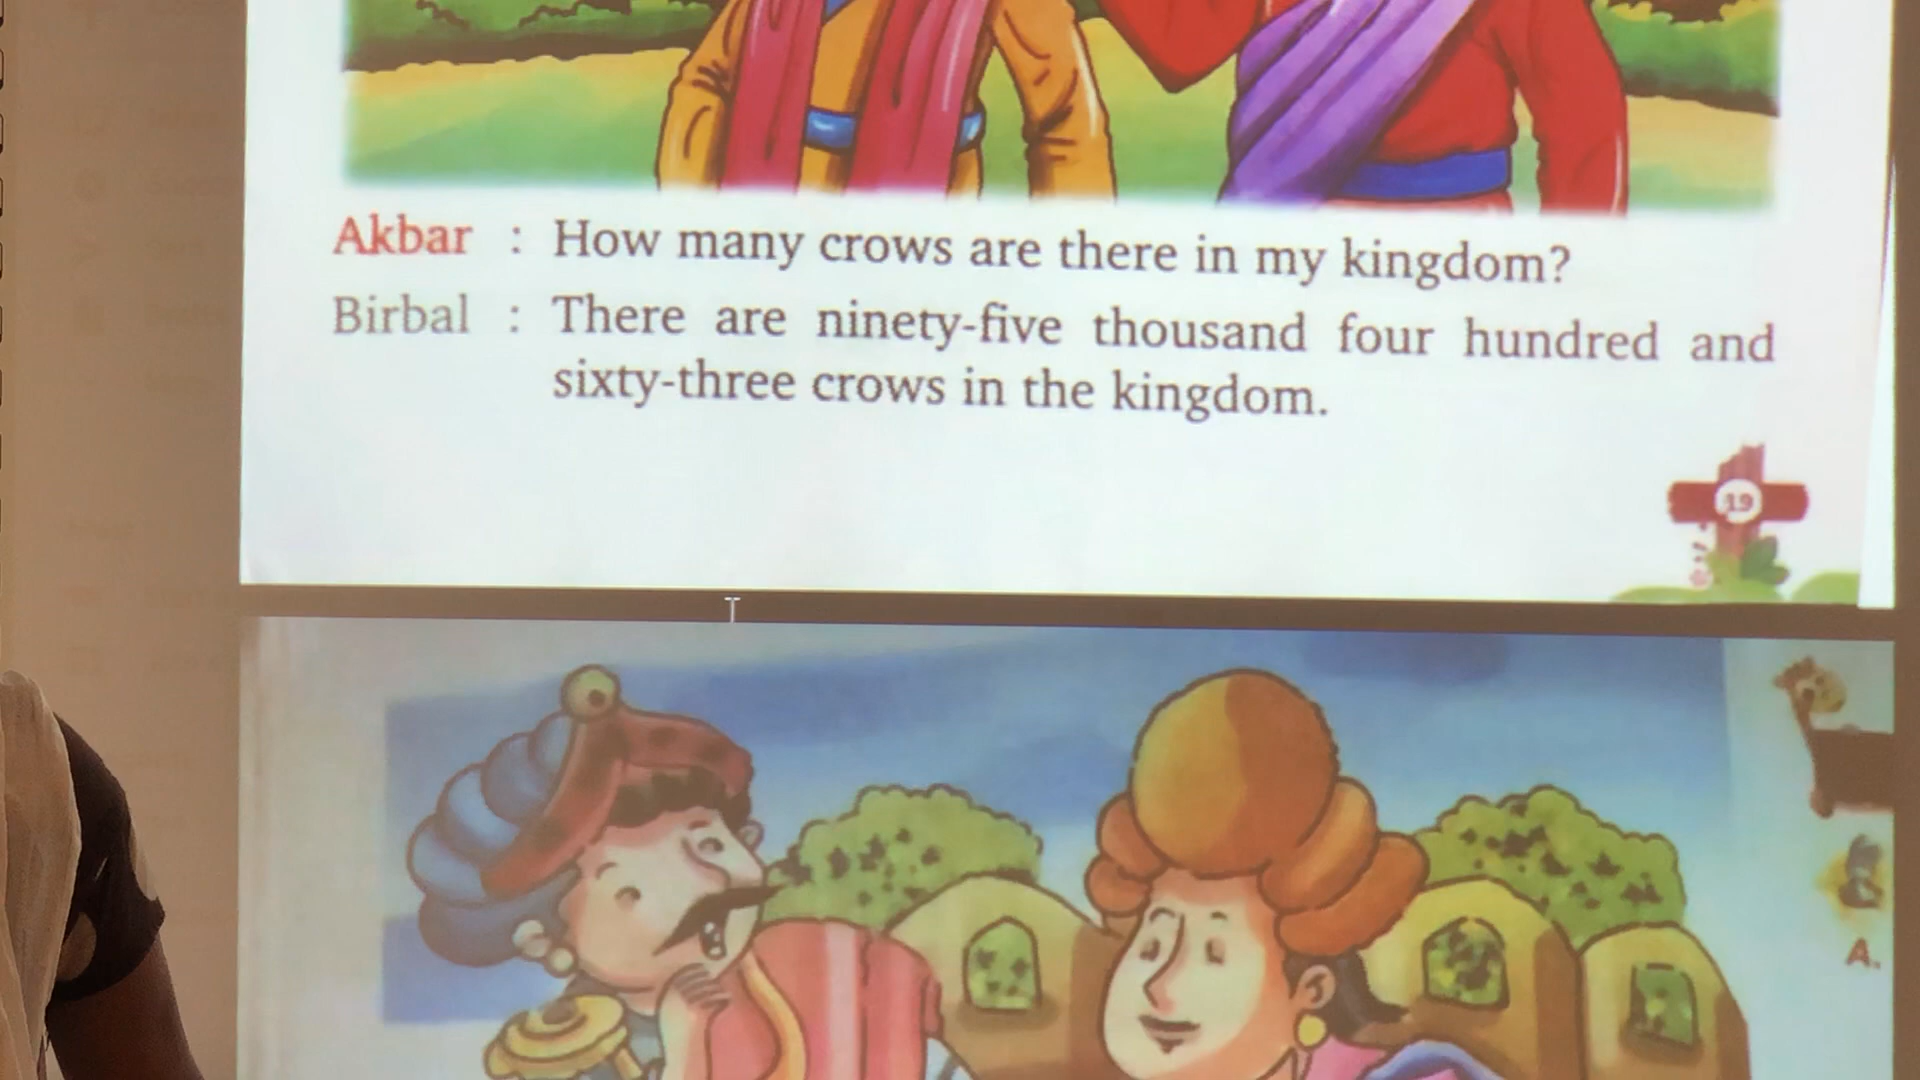 Akbar : How many crows are there in my kingdom?
Birbal : There are ninety-five thousand four hundred and
sixty-three crows in the kingdom.
19
A.